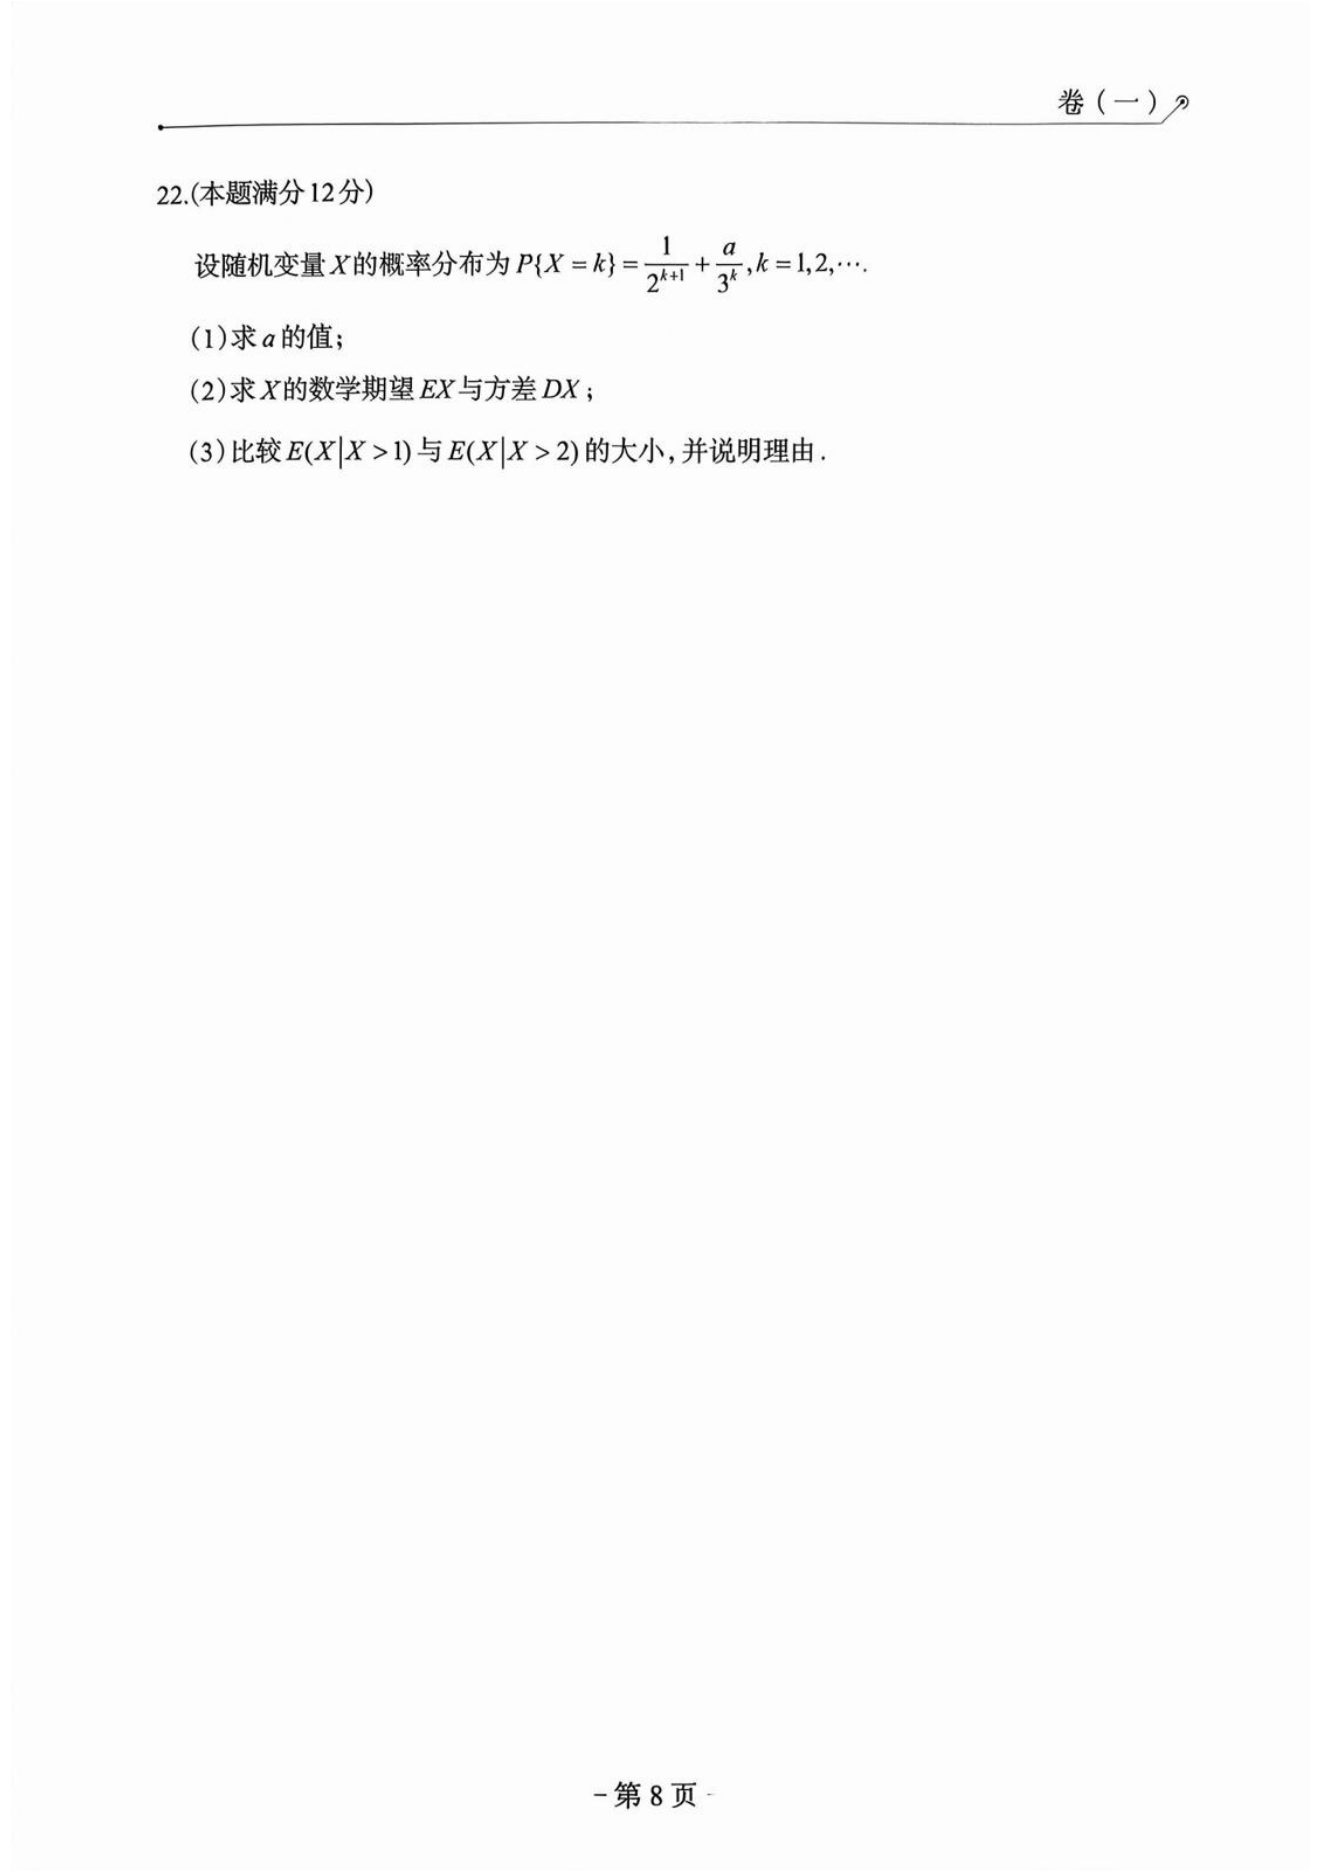 卷(一)
22.(本题满分12分)
设随机变量X的概率分布为P{X=k}=\frac{1}{2^{k+1}}+\frac{a}{3^k},k=1,2,⋯.
(1)求a的值;
(2)求X的数学期望EX与方差DX;
(3)比较E(X|X>1)与E(X|X>2)的大小,并说明理由.
-第8页-